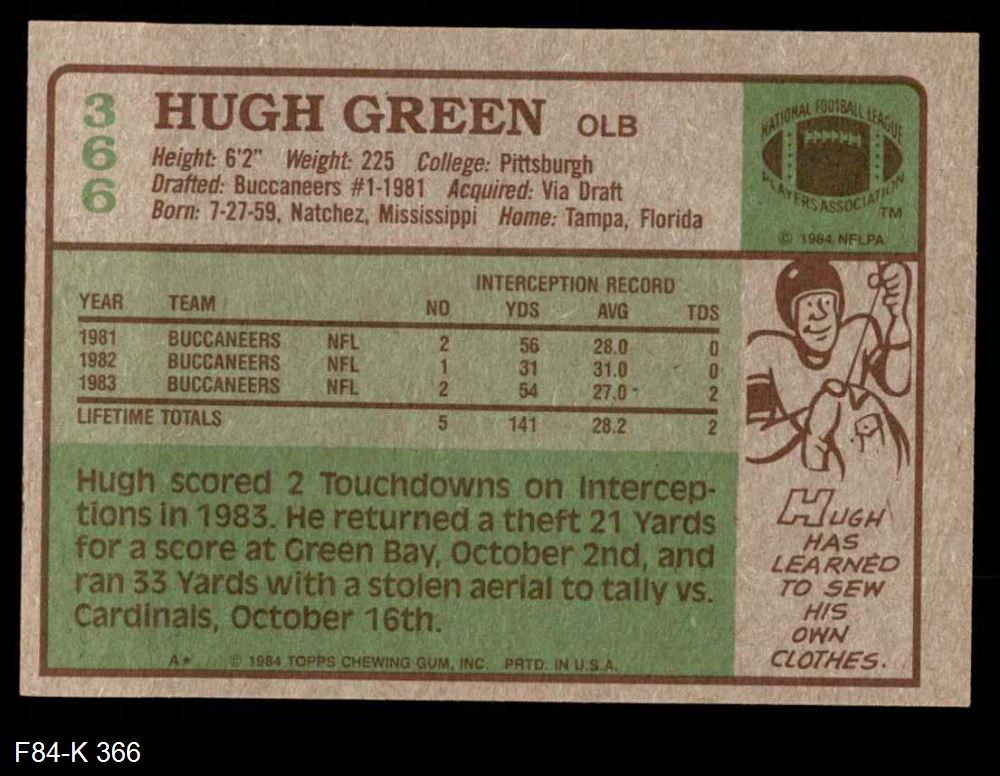 366
HUGH GREEN OLB
Height: 6'2" Weight: 225 College: Pittsburgh
Drafted: Buccaneers #1-1981 Acquired: Via Draft
Born: 7-27-59, Natchez, Mississippi Home: Tampa, Florida
NATIONAL FOOTBALL LEAGUE
PLAYERS ASSOCIATION
TM
© 1984 NFLPA
INTERCEPTION RECORD
YEAR TEAM NO YDS AVG TDS
1981 BUCCANEERS NFL 2 56 28.0 0
1982 BUCCANEERS NFL 1 31 31.0 0
1983 BUCCANEERS NFL 2 54 27.0 2
LIFETIME TOTALS 5 141 28.2 2
Hugh scored 2 Touchdowns on Intercep-
tions in 1983. He returned a theft 21 Yards
for a score at Green Bay, October 2nd, and
ran 33 Yards with a stolen aerial to tally vs.
Cardinals, October 16th.
HUGH
HAS
LEARNED
TO SEW
HIS
OWN
CLOTHES.
A* © 1984 TOPPS CHEWING GUM, INC. PRTD. IN U.S.A.
F84-K 366